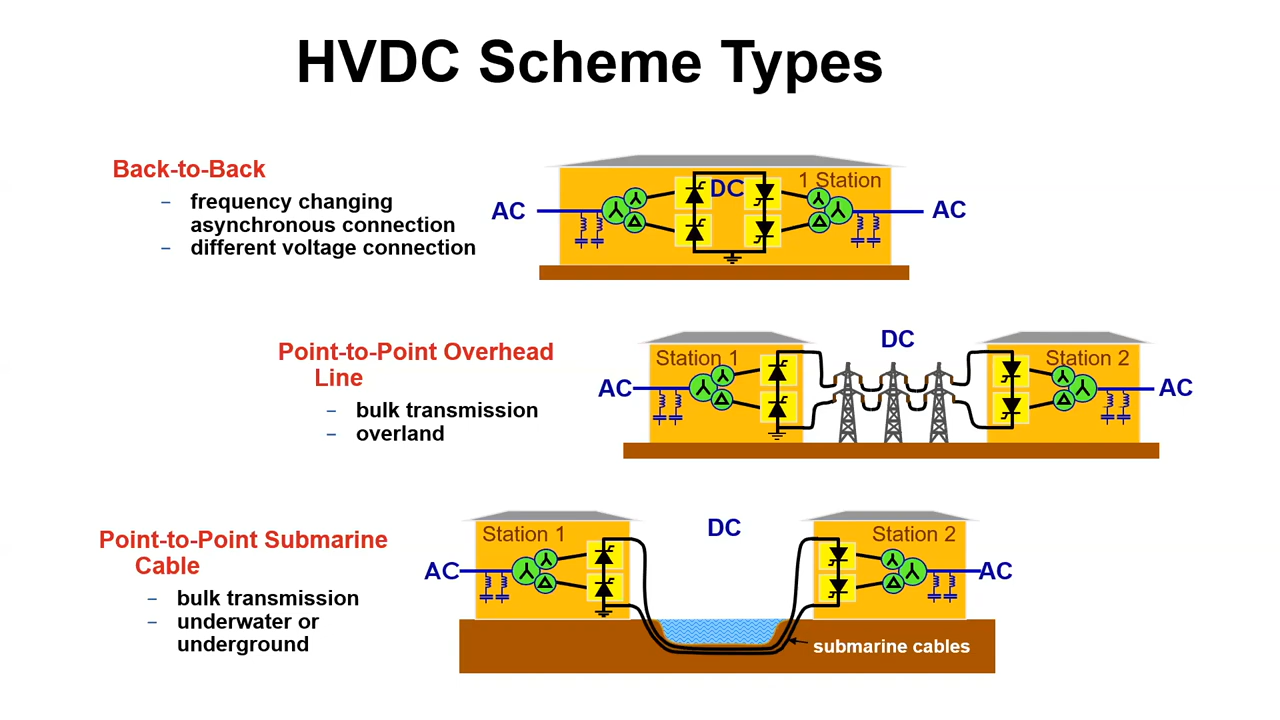 HVDC Scheme Types
Back-to-Back
– frequency changing
asynchronous connection
– different voltage connection
AC
DC
1 Station
AC
Point-to-Point Overhead
Line
– bulk transmission
– overland
AC
Station 1
DC
Station 2
AC
Point-to-Point Submarine
Cable
– bulk transmission
– underwater or
underground
AC
Station 1
DC
Station 2
AC
submarine cables